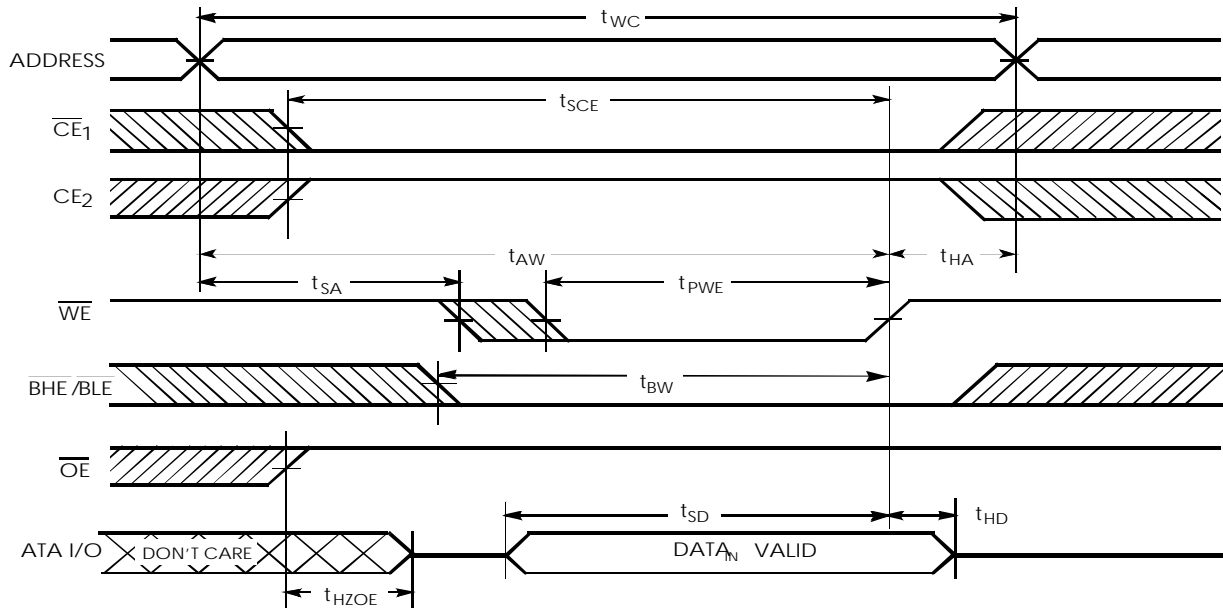 tWC
ADDRESS
tSCE
CE1
CE2
tAW
tHA
tSA
tPWE
WE
BHE/BLE
tBW
OE
tSD
tHD
ATA I/O
DON'T CARE
DATAIN VALID
tHZOE